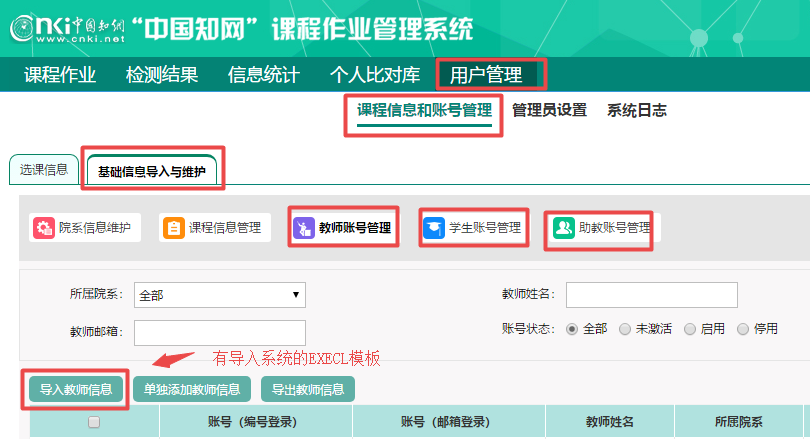 Cnki中国知网 “中国知网” 课程作业管理系统
www.cnki.net
课程作业 检测结果 信息统计 个人比对库 用户管理
课程信息和账号管理 管理员设置 系统日志
选课信息 基础信息导入与维护
院系信息维护 课程信息管理 教师账号管理 学生账号管理 助教账号管理
所属院系: 全部 教师姓名:
教师邮箱: 账号状态: 全部 未激活 启用 停用
有导入系统的EXECL模板
导入教师信息 单独添加教师信息 导出教师信息
账号（编号登录） 账号（邮箱登录） 教师姓名 所属院系